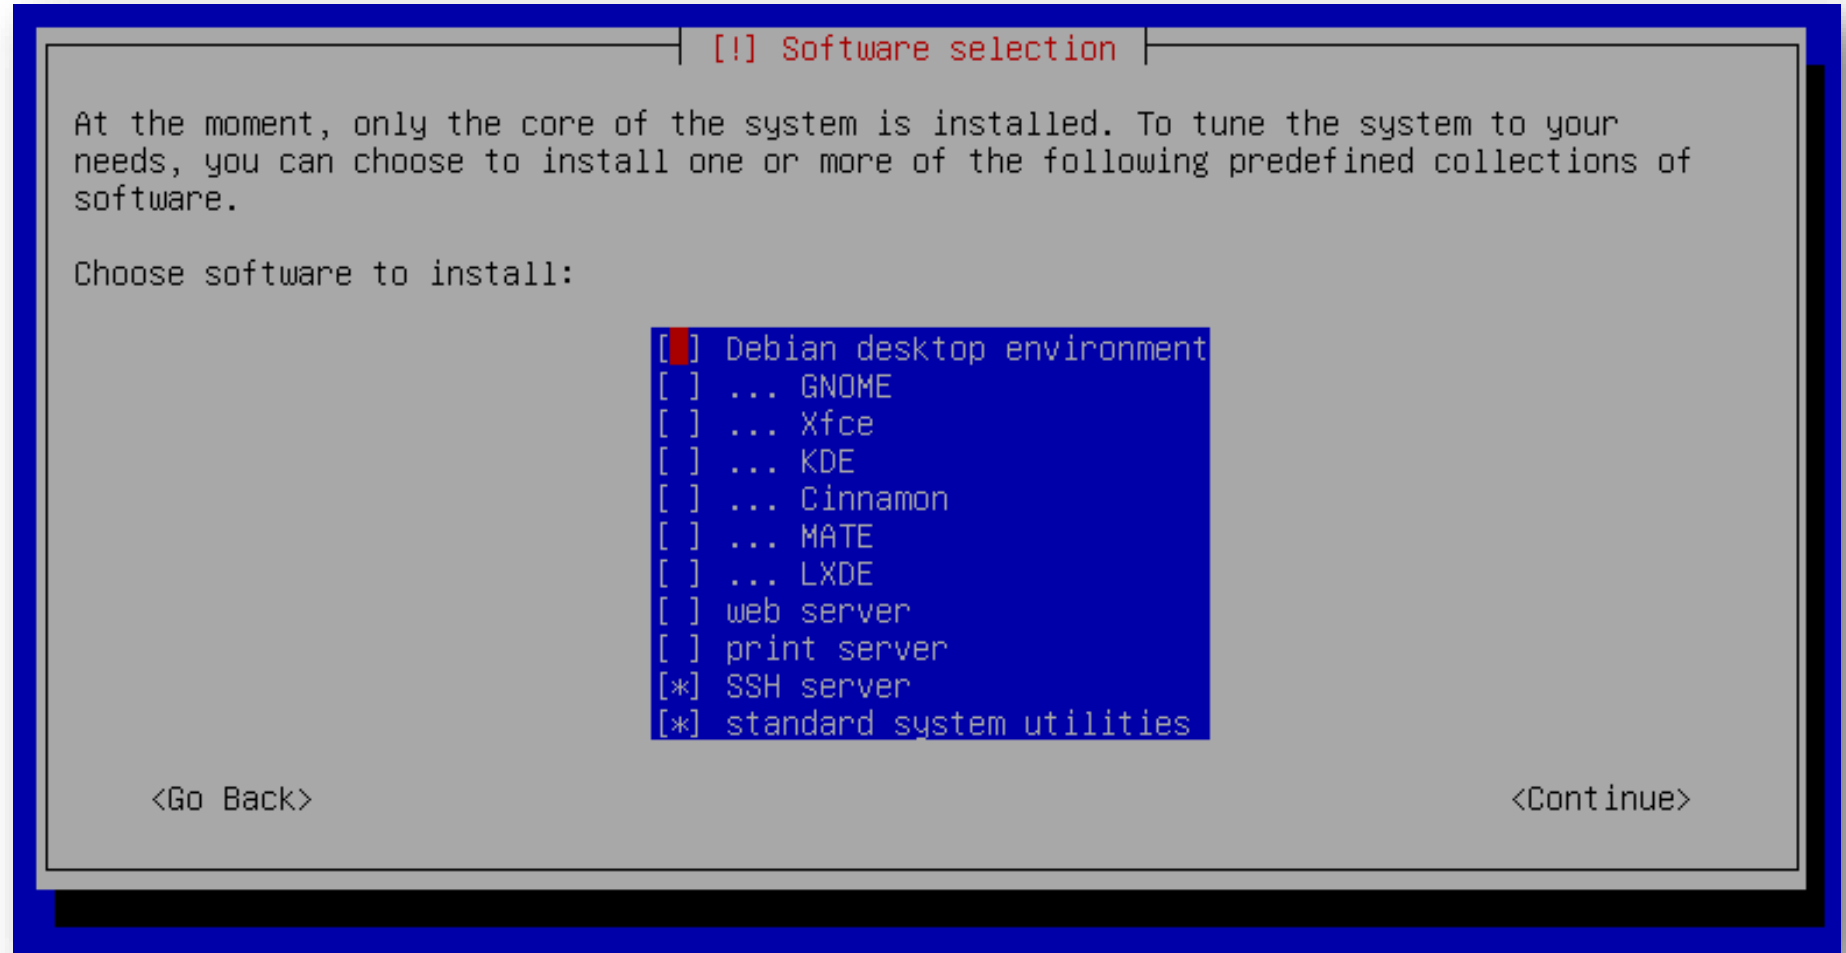 [!] Software selection
At the moment, only the core of the system is installed. To tune the system to your
needs, you can choose to install one or more of the following predefined collections of
software.
Choose software to install:
[ ] Debian desktop environment
[ ] ... GNOME
[ ] ... Xfce
[ ] ... KDE
[ ] ... Cinnamon
[ ] ... MATE
[ ] ... LXDE
[ ] web server
[ ] print server
[*] SSH server
[*] standard system utilities
<Go Back> <Continue>